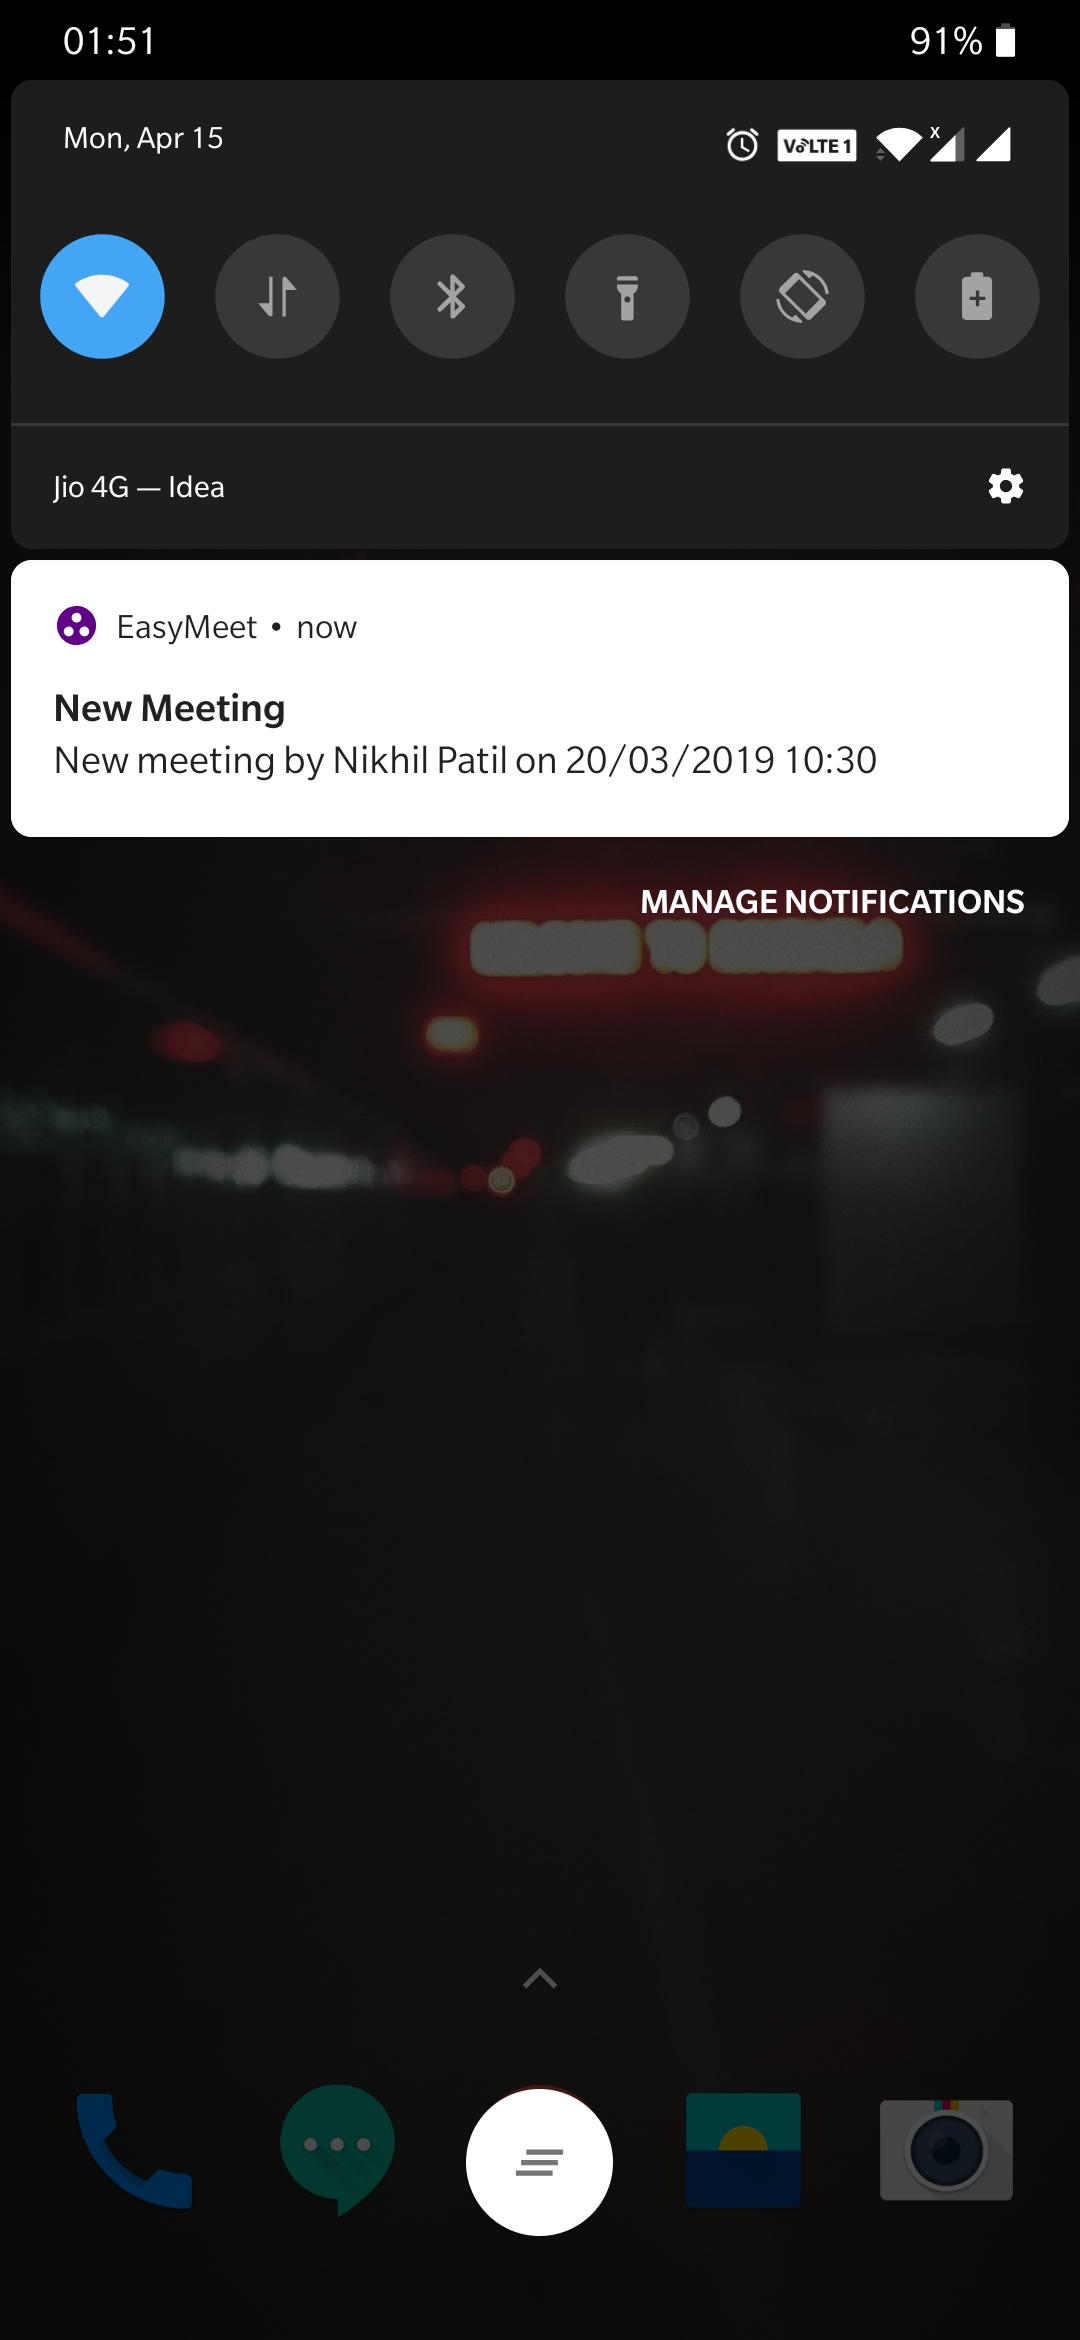 01:51
91%
Mon, Apr 15
VoLTE 1
x
Jio 4G — Idea
EasyMeet • now
New Meeting
New meeting by Nikhil Patil on 20/03/2019 10:30
MANAGE NOTIFICATIONS